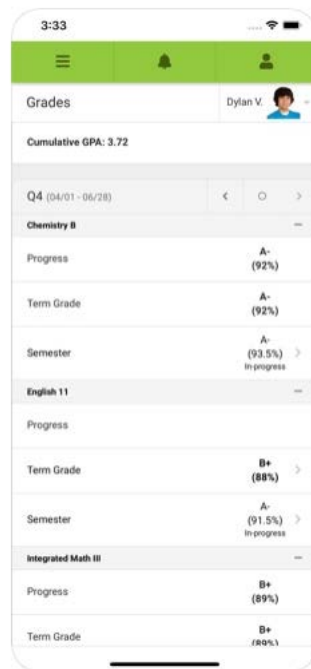 3:33
Grades
Dylan V.
Cumulative GPA: 3.72
Q4 (04/01 - 06/28)
Chemistry B
Progress
A-
(92%)
Term Grade
A-
(92%)
Semester
A-
(93.5%)
In-progress
English 11
Progress
Term Grade
B+
(88%)
Semester
A-
(91.5%)
In-progress
Integrated Math III
Progress
B+
(89%)
Term Grade
B+
(89%)